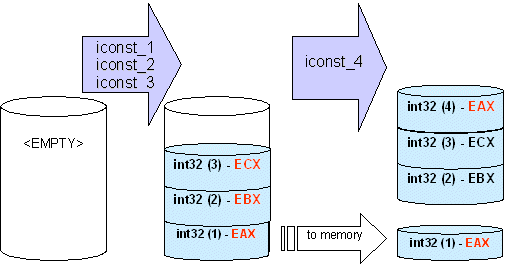 iconst_1
iconst_2
iconst_3
iconst_4
<EMPTY>
int32 (3) - ECX
int32 (2) - EBX
int32 (1) - EAX
to memory
int32 (4) - EAX
int32 (3) - ECX
int32 (2) - EBX
int32 (1) - EAX